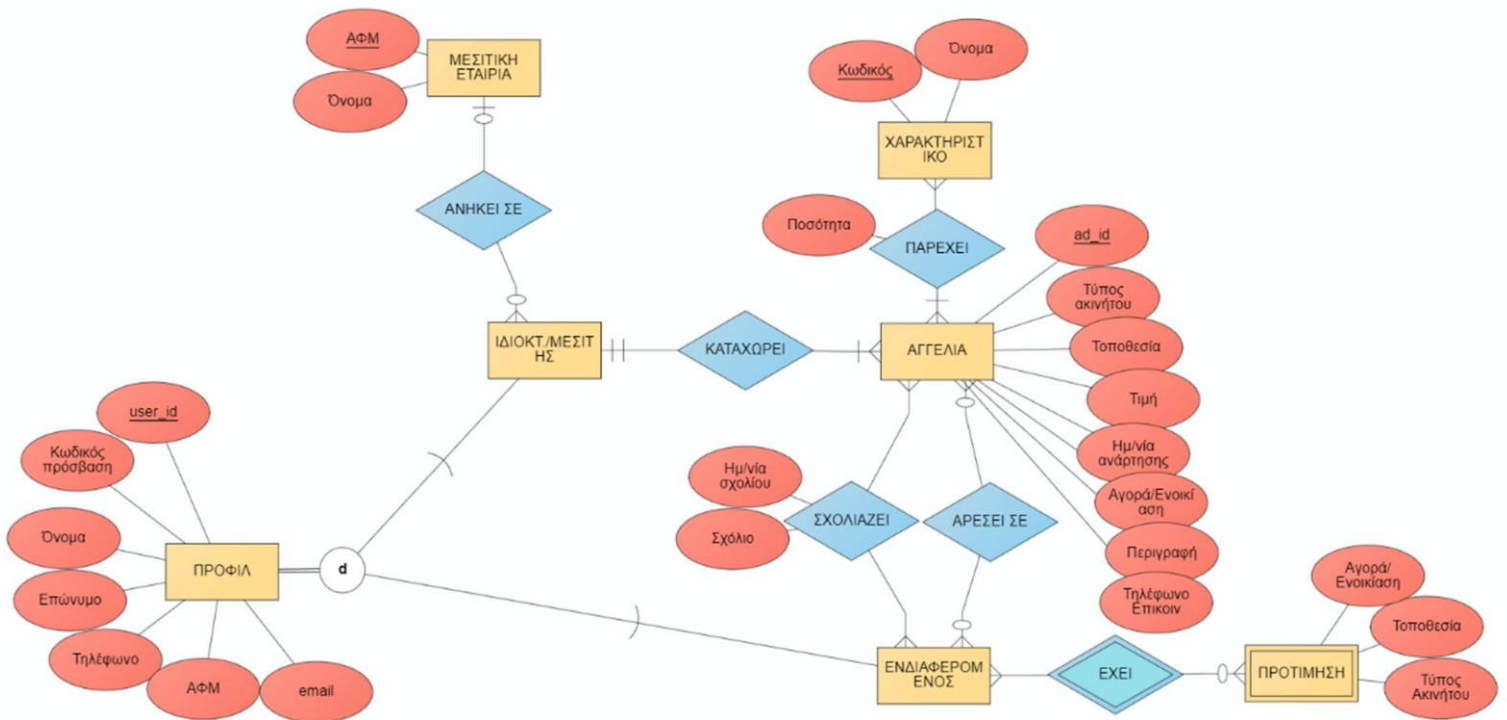 ΑΦΜ
Όνομα
ΜΕΣΙΤΙΚΗ
ΕΤΑΙΡΙΑ
Κωδικός
Όνομα
ΧΑΡΑΚΤΗΡΙΣΤ
ΙΚΟ
ΑΝΗΚΕΙ ΣΕ
Ποσότητα
ΠΑΡΕΧΕΙ
ad_id
Τύπος
ακινήτου
Τοποθεσία
Τιμή
Ημ/νία
ανάρτησης
Αγορά/Ενοικί
αση
Περιγραφή
Τηλέφωνο
Επικοιν
ΙΔΙΟΚΤ./ΜΕΣΙΤ
ΗΣ
ΚΑΤΑΧΩΡΕΙ
ΑΓΓΕΛΙΑ
user_id
Κωδικός
πρόσβαση
Όνομα
Επώνυμο
Τηλέφωνο
ΑΦΜ
email
ΠΡΟΦΙΛ
d
Ημ/νία
σχολίου
Σχόλιο
ΣΧΟΛΙΑΖΕΙ
ΑΡΕΣΕΙ ΣΕ
ΕΝΔΙΑΦΕΡΟΜ
ΕΝΟΣ
ΕΧΕΙ
ΠΡΟΤΙΜΗΣΗ
Αγορά/
Ενοικίαση
Τοποθεσία
Τύπος
Ακινήτου